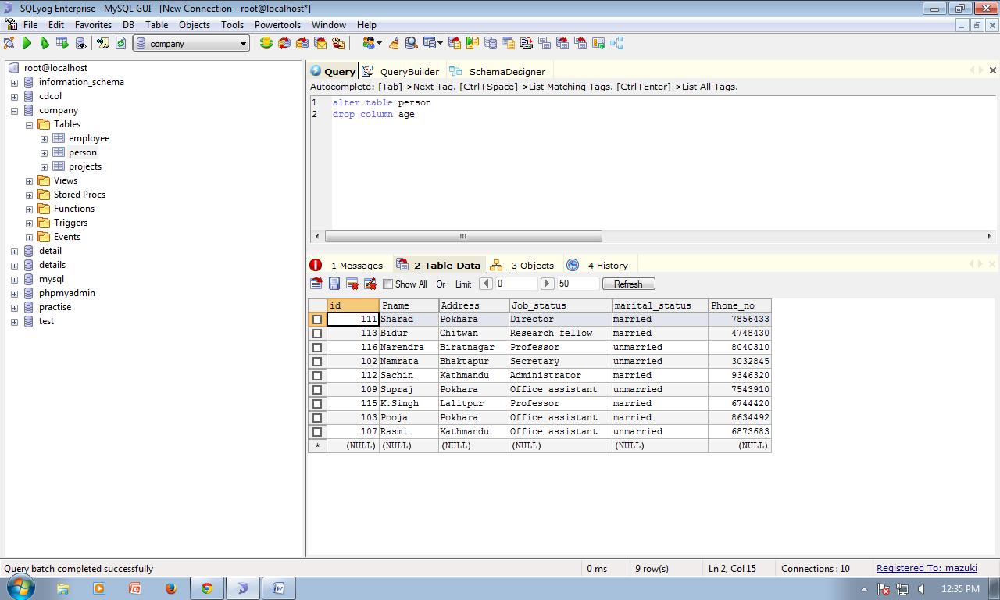 SQLyog Enterprise - MySQL GUI - [New Connection - root@localhost*]
File Edit Favorites DB Table Objects Tools Powertools Window Help
company
root@localhost
information_schema
cdcol
company
Tables
employee
person
projects
Views
Stored Procs
Functions
Triggers
Events
detail
details
mysql
phpmyadmin
practise
test
Query QueryBuilder SchemaDesigner
Autocomplete: [Tab]->Next Tag. [Ctrl+Space]->List Matching Tags. [Ctrl+Enter]->List All Tags.
1 alter table person
2 drop column age
1 Messages 2 Table Data 3 Objects 4 History
Show All Or Limit 0 50 Refresh
id Pname Address Job_status marital_status Phone_no
111 Sharad Pokhara Director married 7856433
113 Bidur Chitwan Research fellow married 4748430
116 Narendra Biratnagar Professor unmarried 8040310
102 Namrata Bhaktapur Secretary unmarried 3032845
112 Sachin Kathmandu Administrator married 9346320
109 Supraj Pokhara Office assistant unmarried 7543910
115 K.Singh Lalitpur Professor married 6744420
103 Pooja Pokhara Office assistant married 8634492
107 Rasmi Kathmandu Office assistant unmarried 6873683
* (NULL) (NULL) (NULL) (NULL) (NULL) (NULL)
Query batch completed successfully 0 ms 9 row(s) Ln 2, Col 15 Connections : 10 Registered To: mazuki
12:35 PM